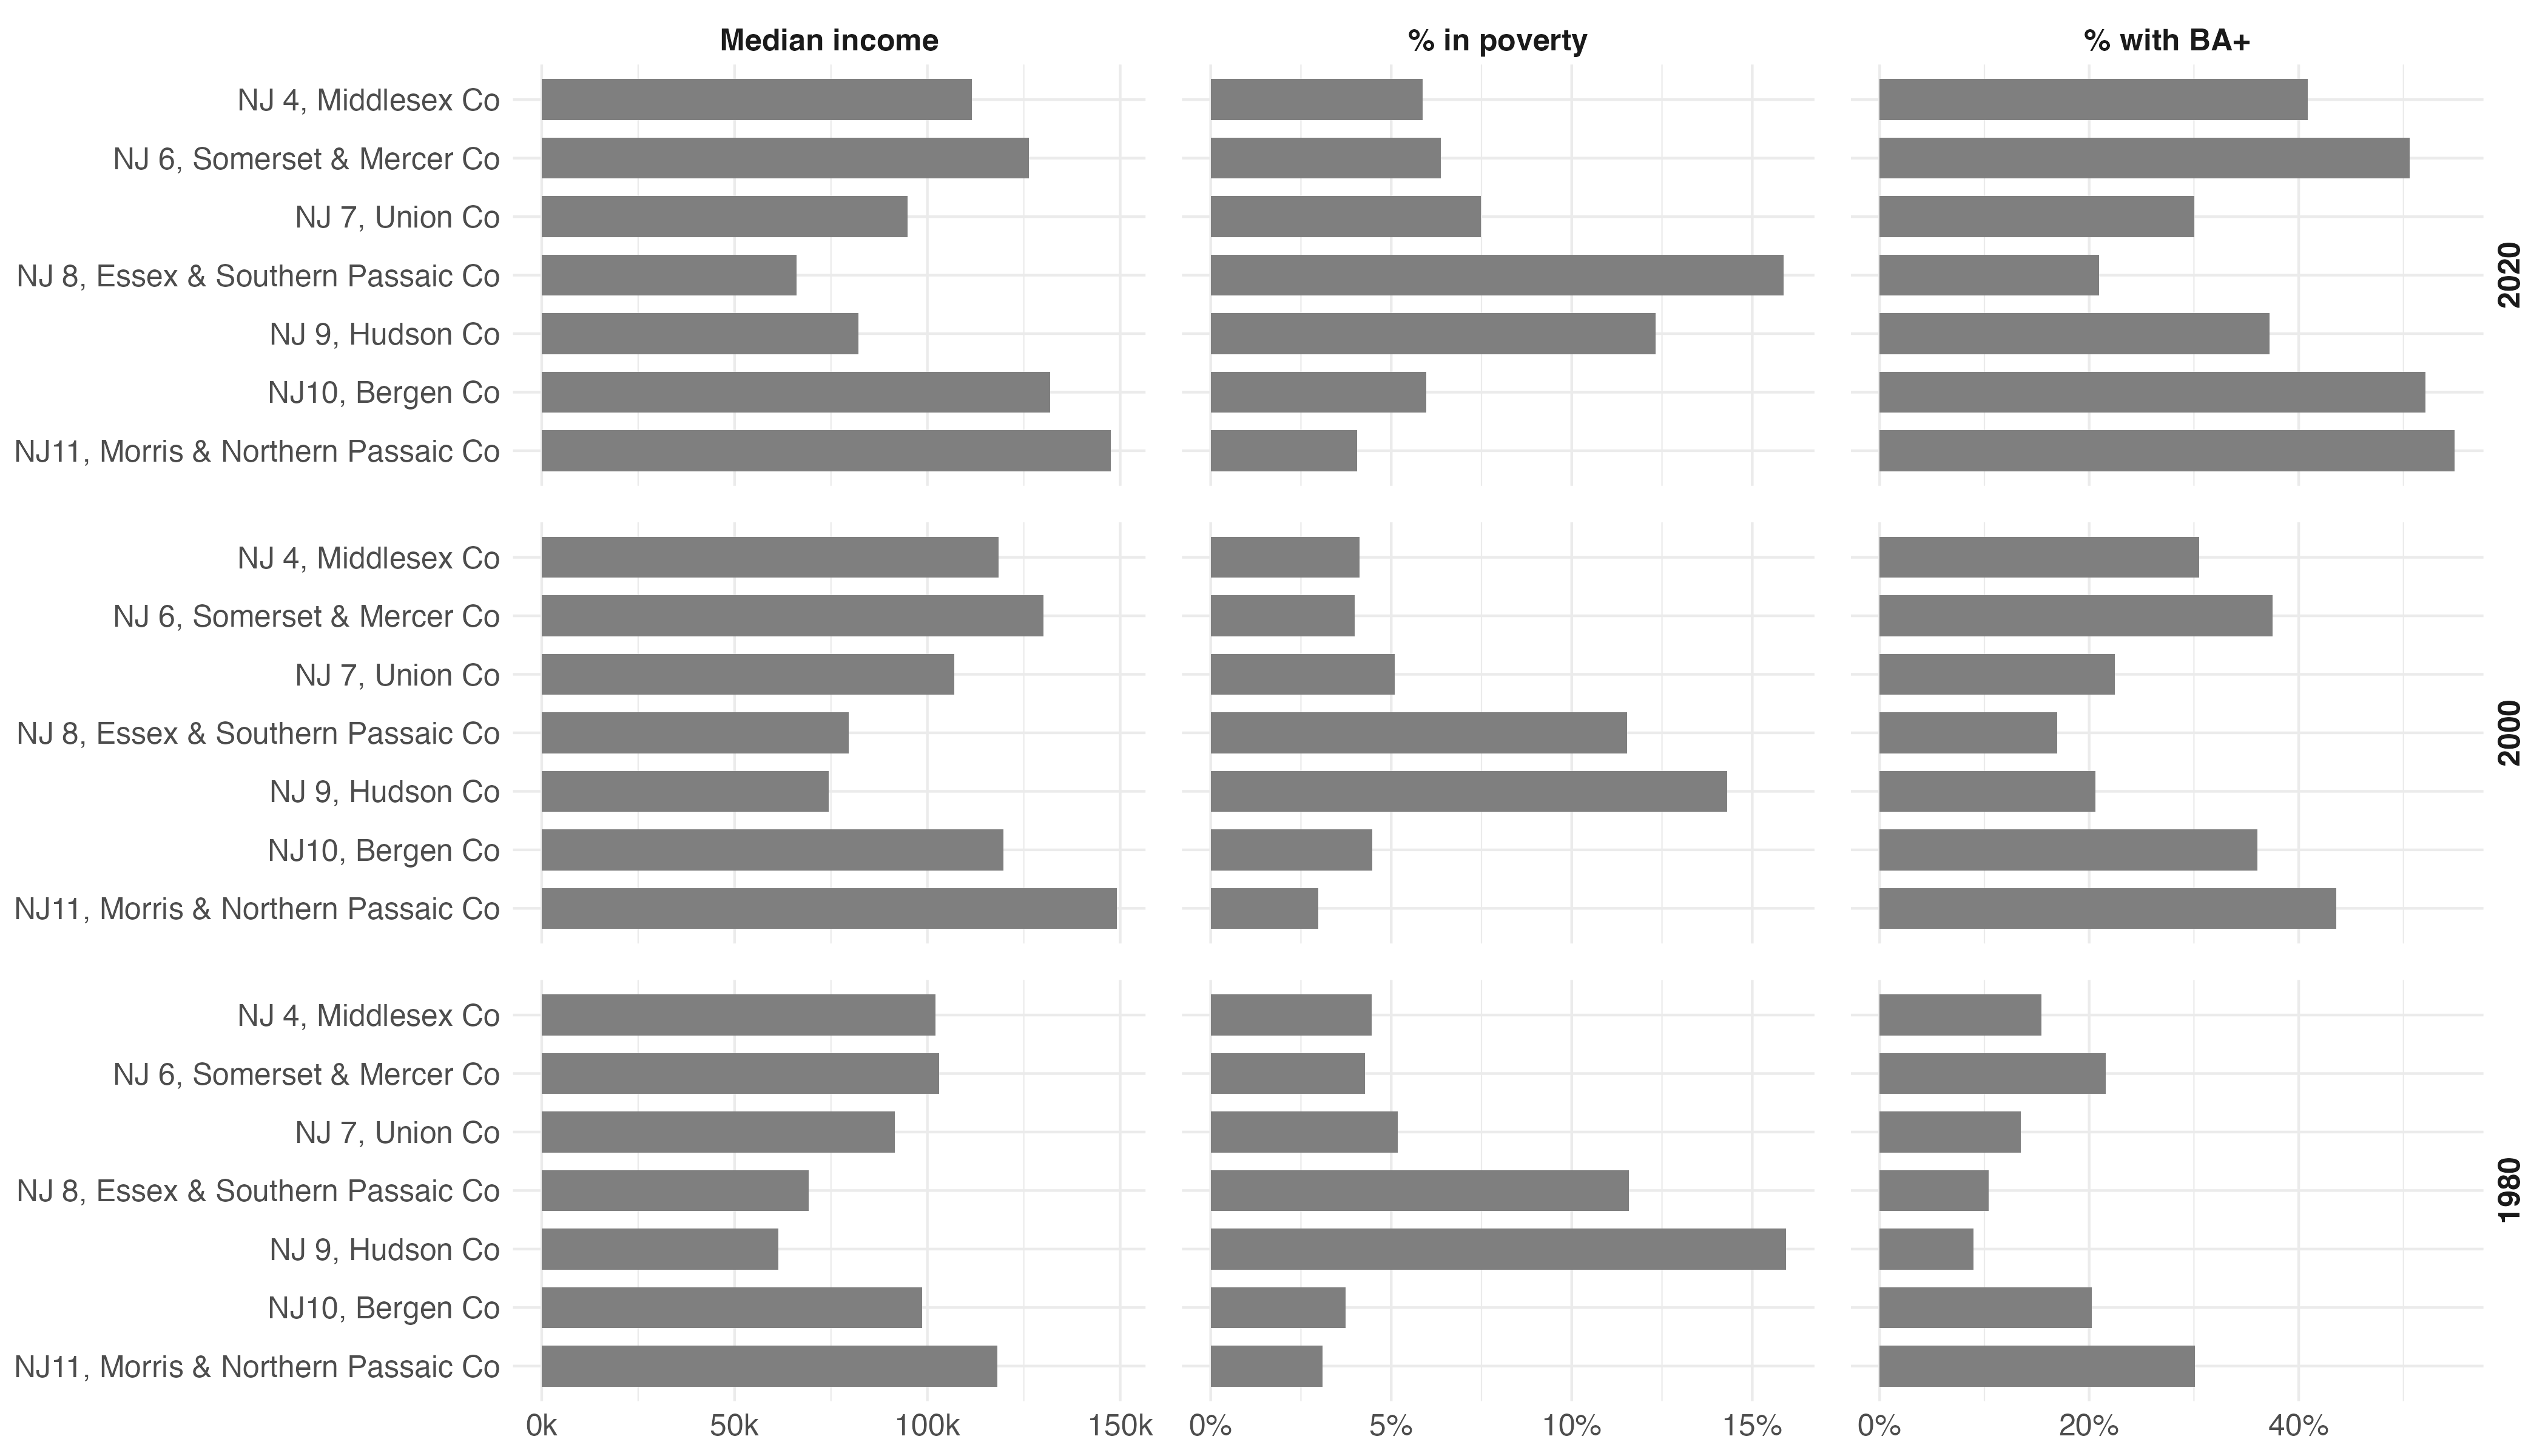 Median income
% in poverty
% with BA+
NJ 4, Middlesex Co
NJ 6, Somerset & Mercer Co
NJ 7, Union Co
NJ 8, Essex & Southern Passaic Co
NJ 9, Hudson Co
NJ10, Bergen Co
NJ11, Morris & Northern Passaic Co
2020
NJ 4, Middlesex Co
NJ 6, Somerset & Mercer Co
NJ 7, Union Co
NJ 8, Essex & Southern Passaic Co
NJ 9, Hudson Co
NJ10, Bergen Co
NJ11, Morris & Northern Passaic Co
2000
NJ 4, Middlesex Co
NJ 6, Somerset & Mercer Co
NJ 7, Union Co
NJ 8, Essex & Southern Passaic Co
NJ 9, Hudson Co
NJ10, Bergen Co
NJ11, Morris & Northern Passaic Co
1980
0k 50k 100k 150k
0% 5% 10% 15%
0% 20% 40%